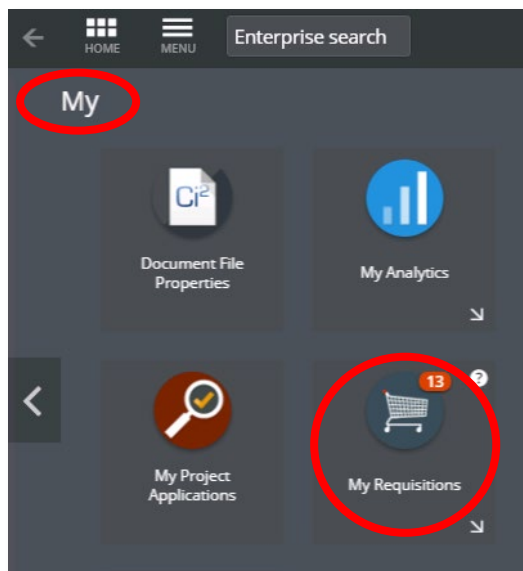 HOME
MENU
Enterprise search
My
Ci²
Document File
Properties
My Analytics
13
?
My Project
Applications
My Requisitions